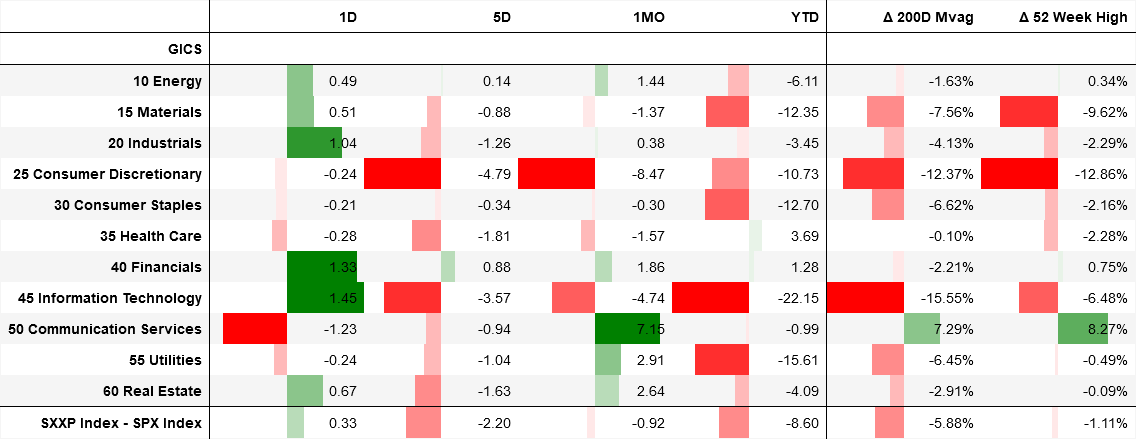 1D 5D 1MO YTD Δ 200D Mvag Δ 52 Week High
GICS
10 Energy 0.49 0.14 1.44 -6.11 -1.63% 0.34%
15 Materials 0.51 -0.88 -1.37 -12.35 -7.56% -9.62%
20 Industrials 1.04 -1.26 0.38 -3.45 -4.13% -2.29%
25 Consumer Discretionary -0.24 -4.79 -8.47 -10.73 -12.37% -12.86%
30 Consumer Staples -0.21 -0.34 -0.30 -12.70 -6.62% -2.16%
35 Health Care -0.28 -1.81 -1.57 3.69 -0.10% -2.28%
40 Financials 1.33 0.88 1.86 1.28 -2.21% 0.75%
45 Information Technology 1.45 -3.57 -4.74 -22.15 -15.55% -6.48%
50 Communication Services -1.23 -0.94 7.15 -0.99 7.29% 8.27%
55 Utilities -0.24 -1.04 2.91 -15.61 -6.45% -0.49%
60 Real Estate 0.67 -1.63 2.64 -4.09 -2.91% -0.09%
SXXP Index - SPX Index 0.33 -2.20 -0.92 -8.60 -5.88% -1.11%